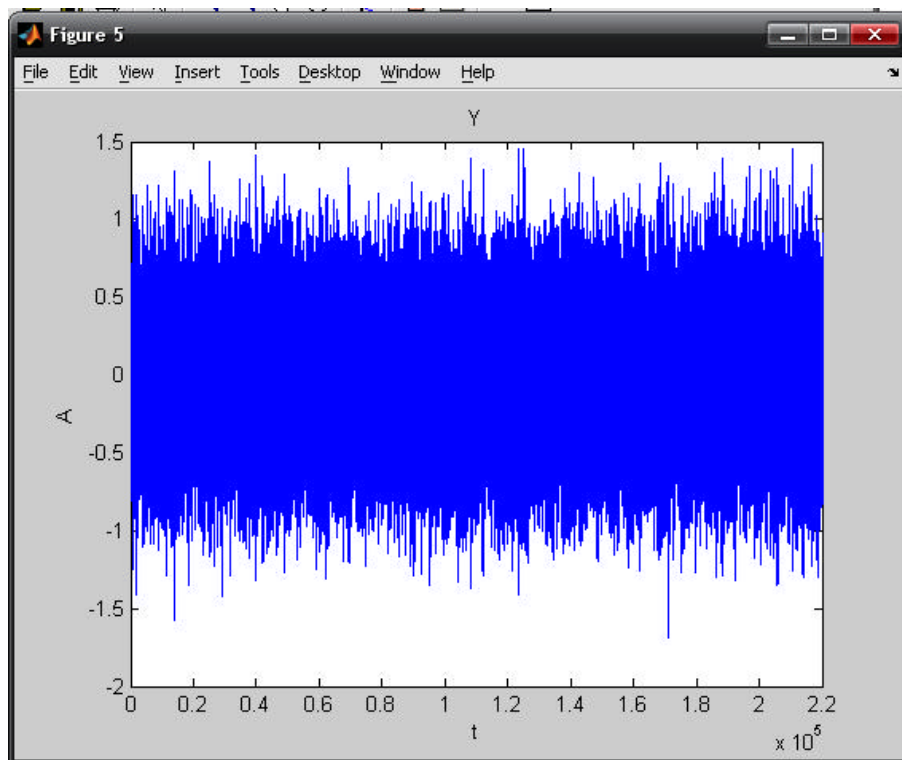 Figure 5
File Edit View Insert Tools Desktop Window Help
Y
1.5
1
0.5
0
-0.5
-1
-1.5
-2
A
0 0.2 0.4 0.6 0.8 1 1.2 1.4 1.6 1.8 2 2.2
t
x 10^5